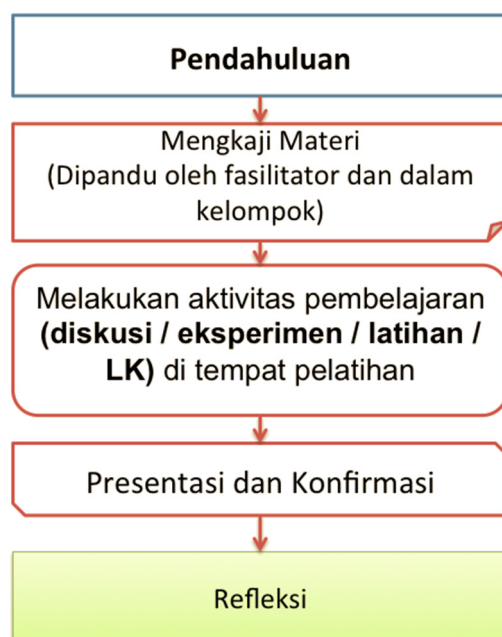 Pendahuluan
Mengkaji Materi
(Dipandu oleh fasilitator dan dalam
kelompok)
Melakukan aktivitas pembelajaran
(diskusi / eksperimen / latihan /
LK) di tempat pelatihan
Presentasi dan Konfirmasi
Refleksi